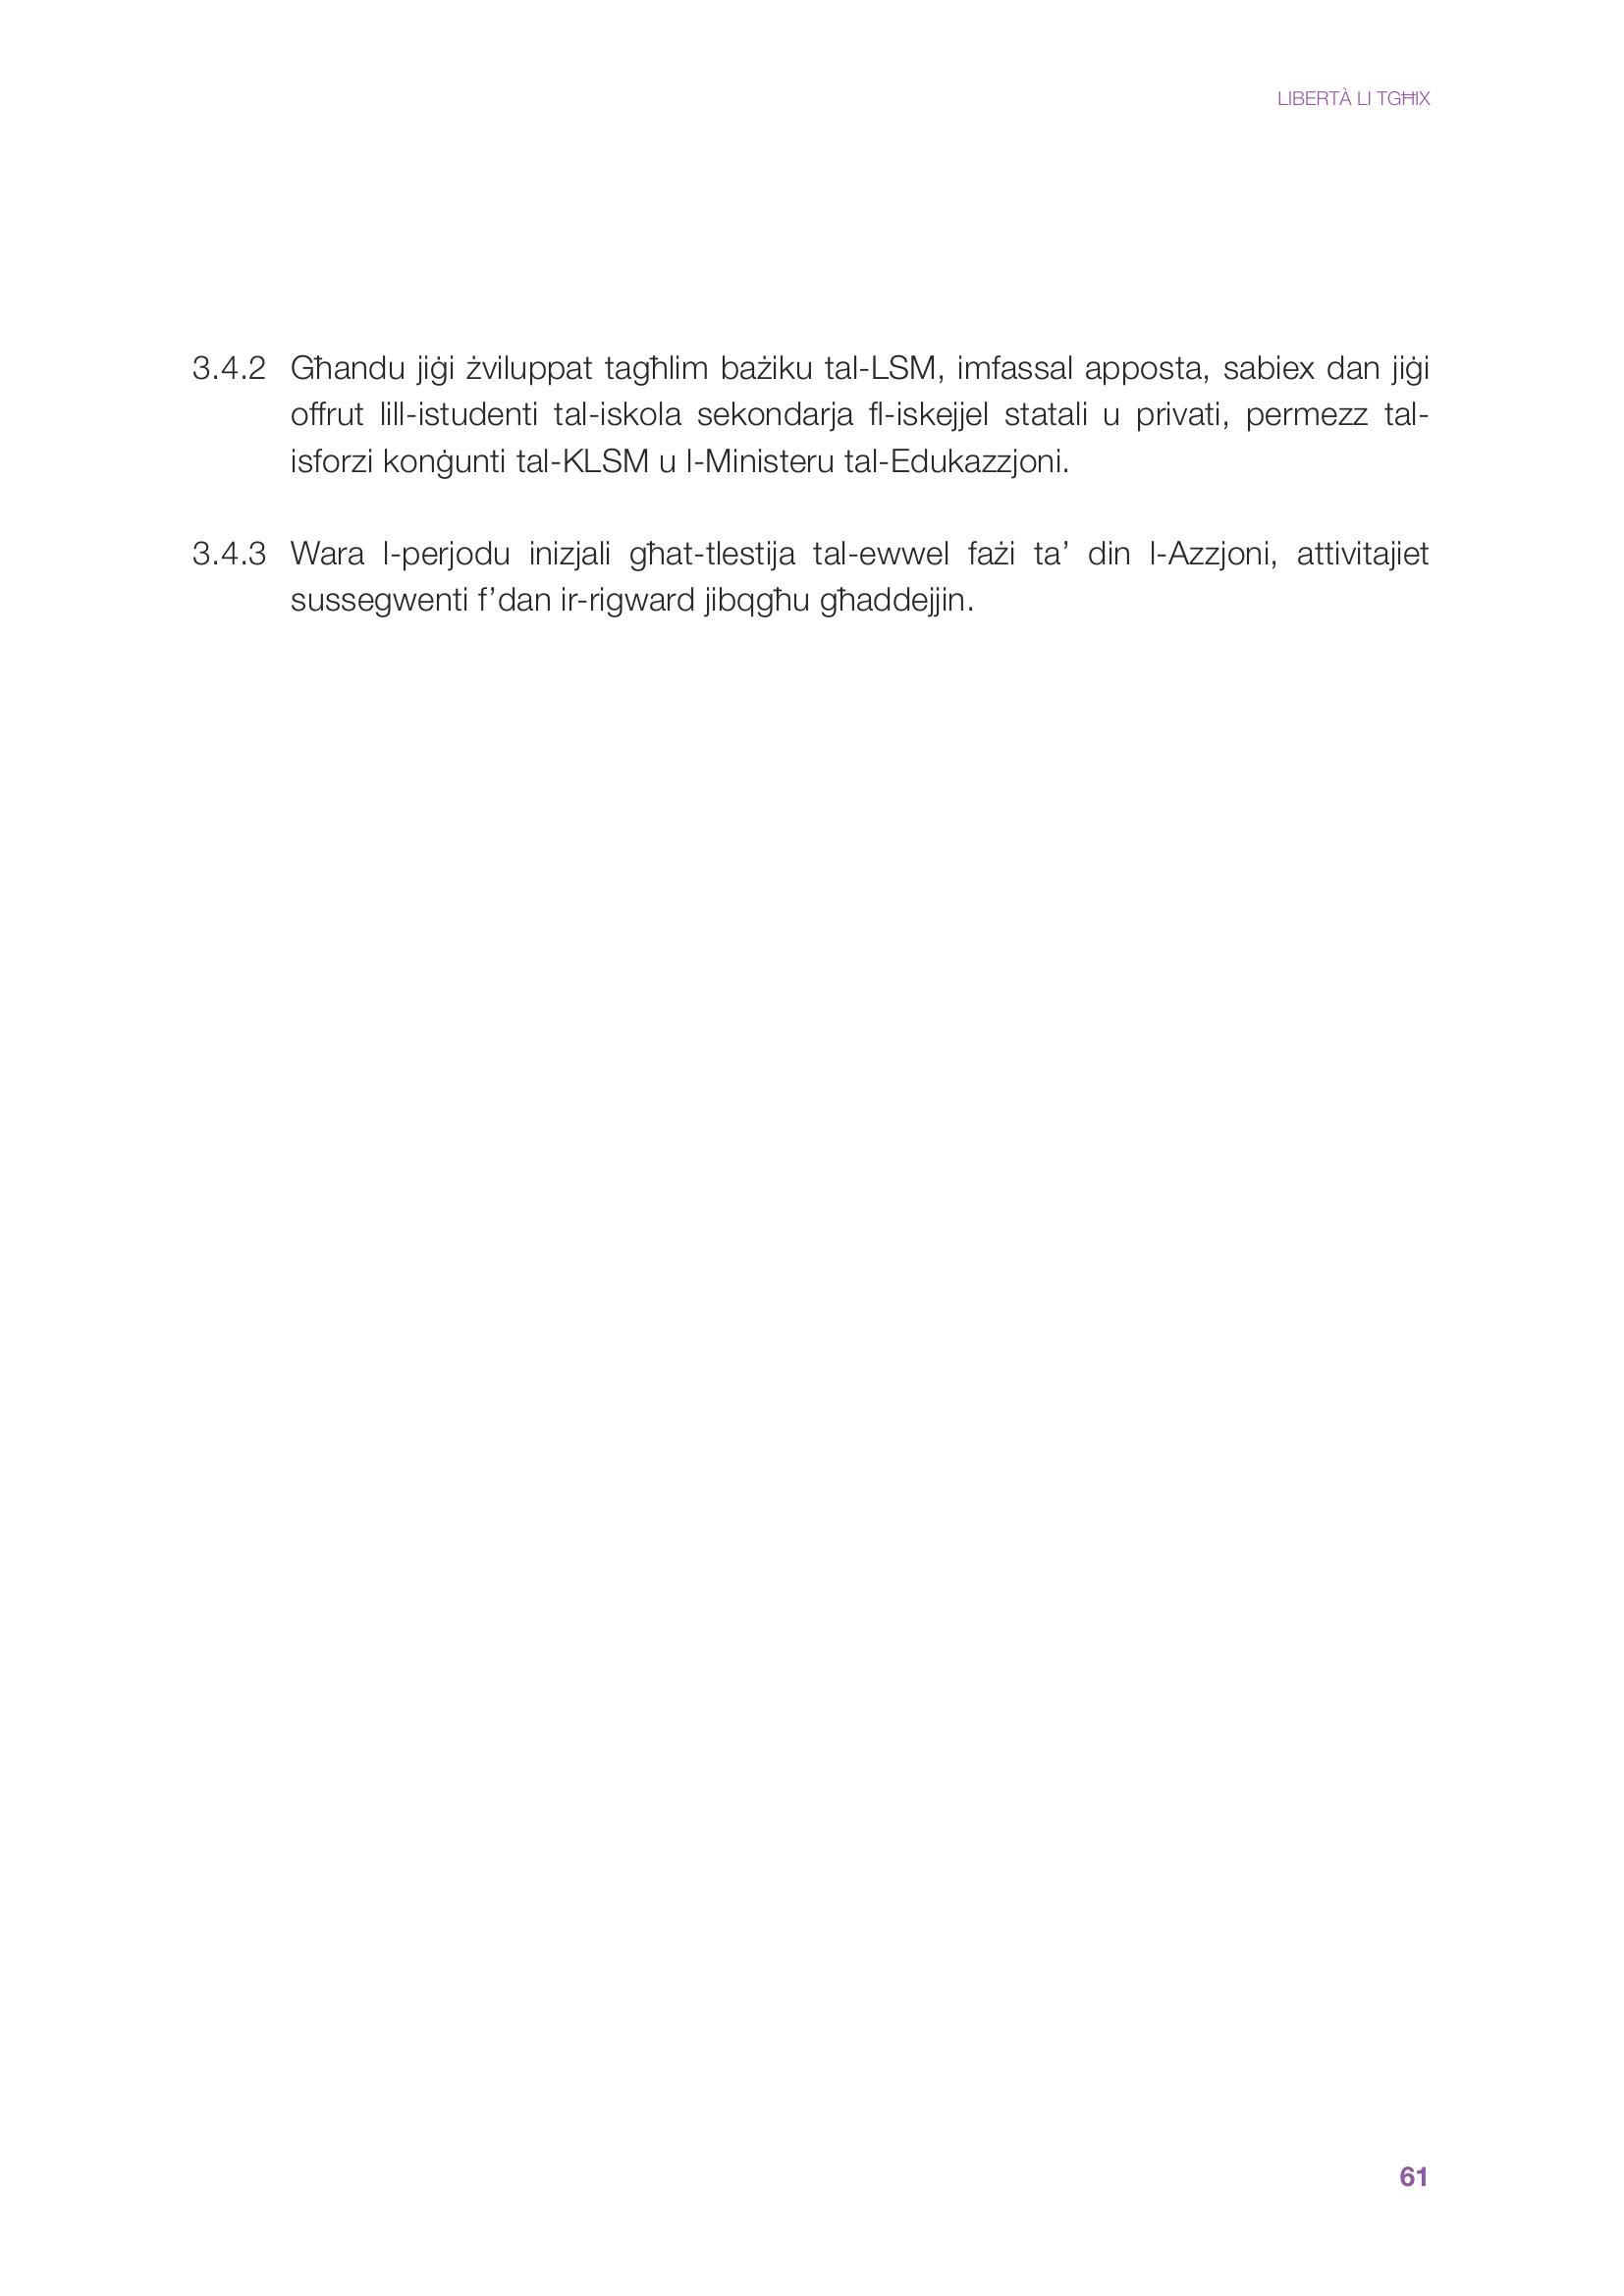 LIBERTÀ LI TGĦIX
3.4.2 Għandu jiġi żviluppat tagħlim bażiku tal-LSM, imfassal apposta, sabiex dan jiġi
offrut lill-istudenti tal-iskola sekondarja fl-iskejjel statali u privati, permezz tal-
isforzi konġunti tal-KLSM u l-Ministeru tal-Edukazzjoni.
3.4.3 Wara l-perjodu inizjali għat-tlestija tal-ewwel fażi ta’ din l-Azzjoni, attivitajiet
sussegwenti f’dan ir-rigward jibqgħu għaddejjin.
61